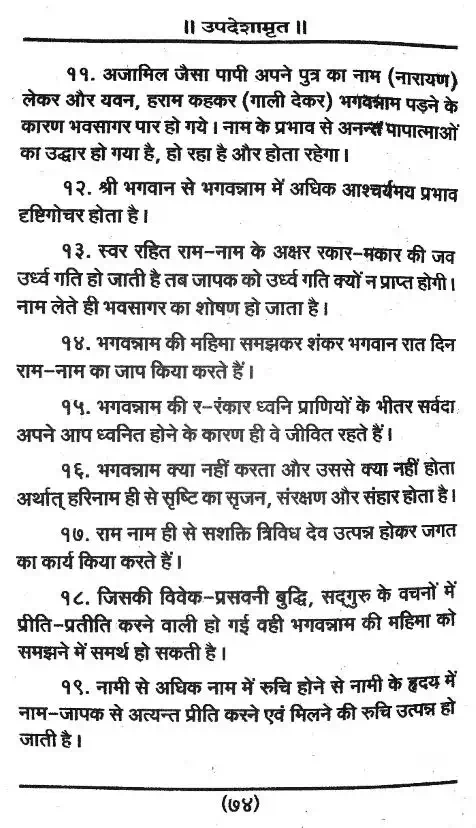 ॥ उपदेशामृत ॥
११. अजामिल जैसा पापी अपने पुत्र का नाम (नारायण)
लेकर और यवन, हराम कहकर (गाली देकर) भगवन्नाम पड़ने के
कारण भवसागर पार हो गये। नाम के प्रभाव से अनन्त पापात्माओं
का उद्धार हो गया है, हो रहा है और होता रहेगा।
१२. श्री भगवान से भगवन्नाम में अधिक आश्चर्यमय प्रभाव
दृष्टिगोचर होता है।
१३. स्वर रहित राम-नाम के अक्षर रकार-मकार की जव
उर्ध्व गति हो जाती है तब जापक को उर्ध्व गति क्यों न प्राप्त होगी।
नाम लेते ही भवसागर का शोषण हो जाता है।
१४. भगवन्नाम की महिमा समझकर शंकर भगवान रात दिन
राम-नाम का जाप किया करते हैं।
१५. भगवन्नाम की र-रंकार ध्वनि प्राणियों के भीतर सर्वदा
अपने आप ध्वनित होने के कारण ही वे जीवित रहते हैं।
१६. भगवन्नाम क्या नहीं करता और उससे क्या नहीं होता
अर्थात् हरिनाम ही से सृष्टि का सृजन, संरक्षण और संहार होता है।
१७. राम नाम ही से सशक्ति त्रिविध देव उत्पन्न होकर जगत
का कार्य किया करते हैं।
१८. जिसकी विवेक-प्रसवनी बुद्धि, सद्गुरु के वचनों में
प्रीति-प्रतीति करने वाली हो गई वही भगवन्नाम की महिमा को
समझने में समर्थ हो सकती है।
१९. नामी से अधिक नाम में रुचि होने से नामी के हृदय में
नाम-जापक से अत्यन्त प्रीति करने एवं मिलने की रुचि उत्पन्न हो
जाती है।
(७४)